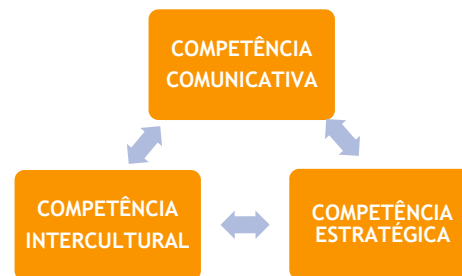 COMPETÊNCIA
COMUNICATIVA
COMPETÊNCIA
INTERCULTURAL
COMPETÊNCIA
ESTRATÉGICA